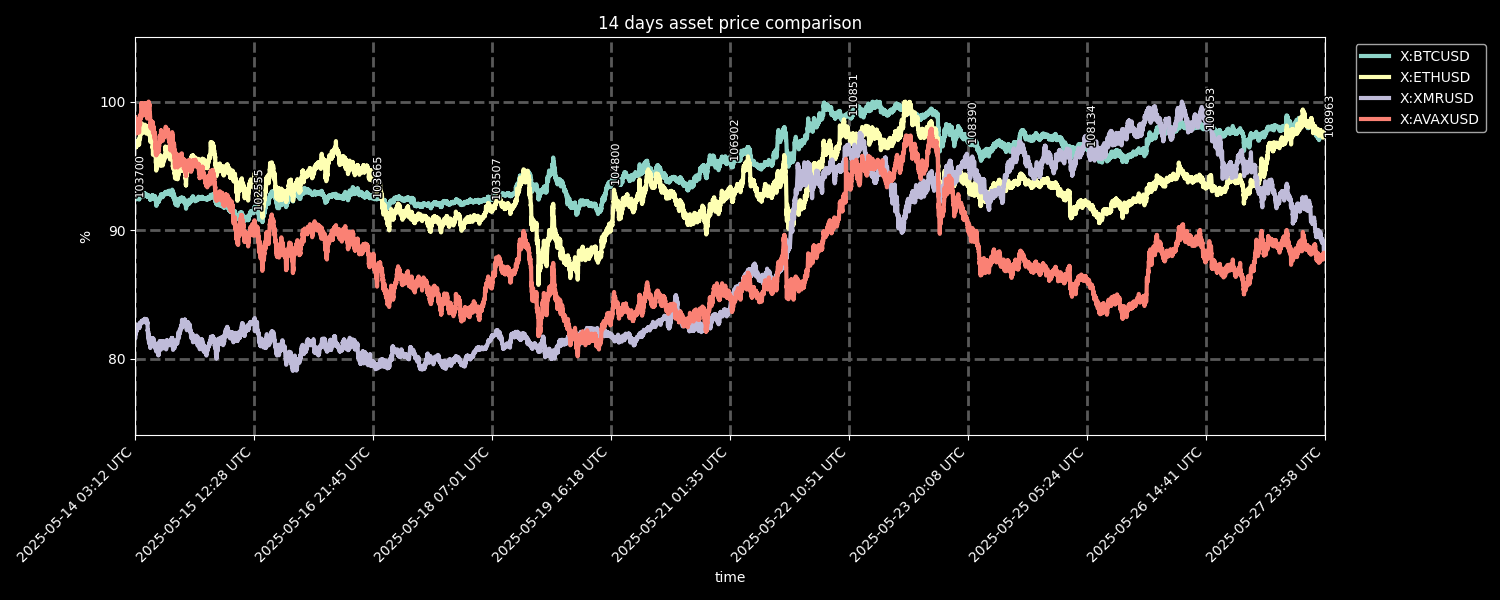 14 days asset price comparison
X:BTCUSD
X:ETHUSD
X:XMRUSD
X:AVAXUSD
100
90
80
%
103700
102555
103665
103507
104800
106902
110851
108390
108134
109653
108963
2025-05-14 03:12 UTC
2025-05-15 12:28 UTC
2025-05-16 21:45 UTC
2025-05-18 07:01 UTC
2025-05-19 16:18 UTC
2025-05-21 01:35 UTC
2025-05-22 10:51 UTC
2025-05-23 20:08 UTC
2025-05-25 05:24 UTC
2025-05-26 14:41 UTC
2025-05-27 23:58 UTC
time